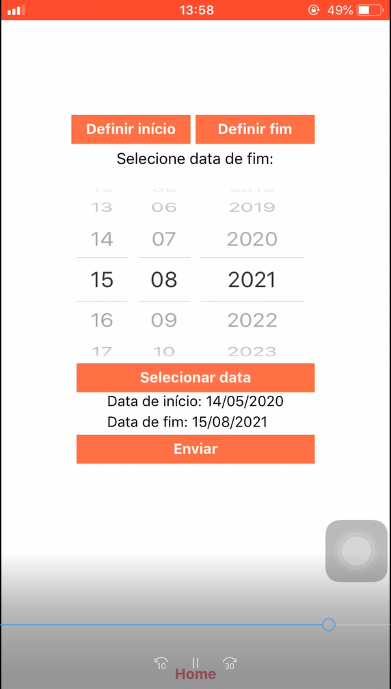 13:58 49%
Definir início Definir fim
Selecione data de fim:
13 06 2019
14 07 2020
15 08 2021
16 09 2022
17 10 2023
Selecionar data
Data de início: 14/05/2020
Data de fim: 15/08/2021
Enviar
10 30
Home